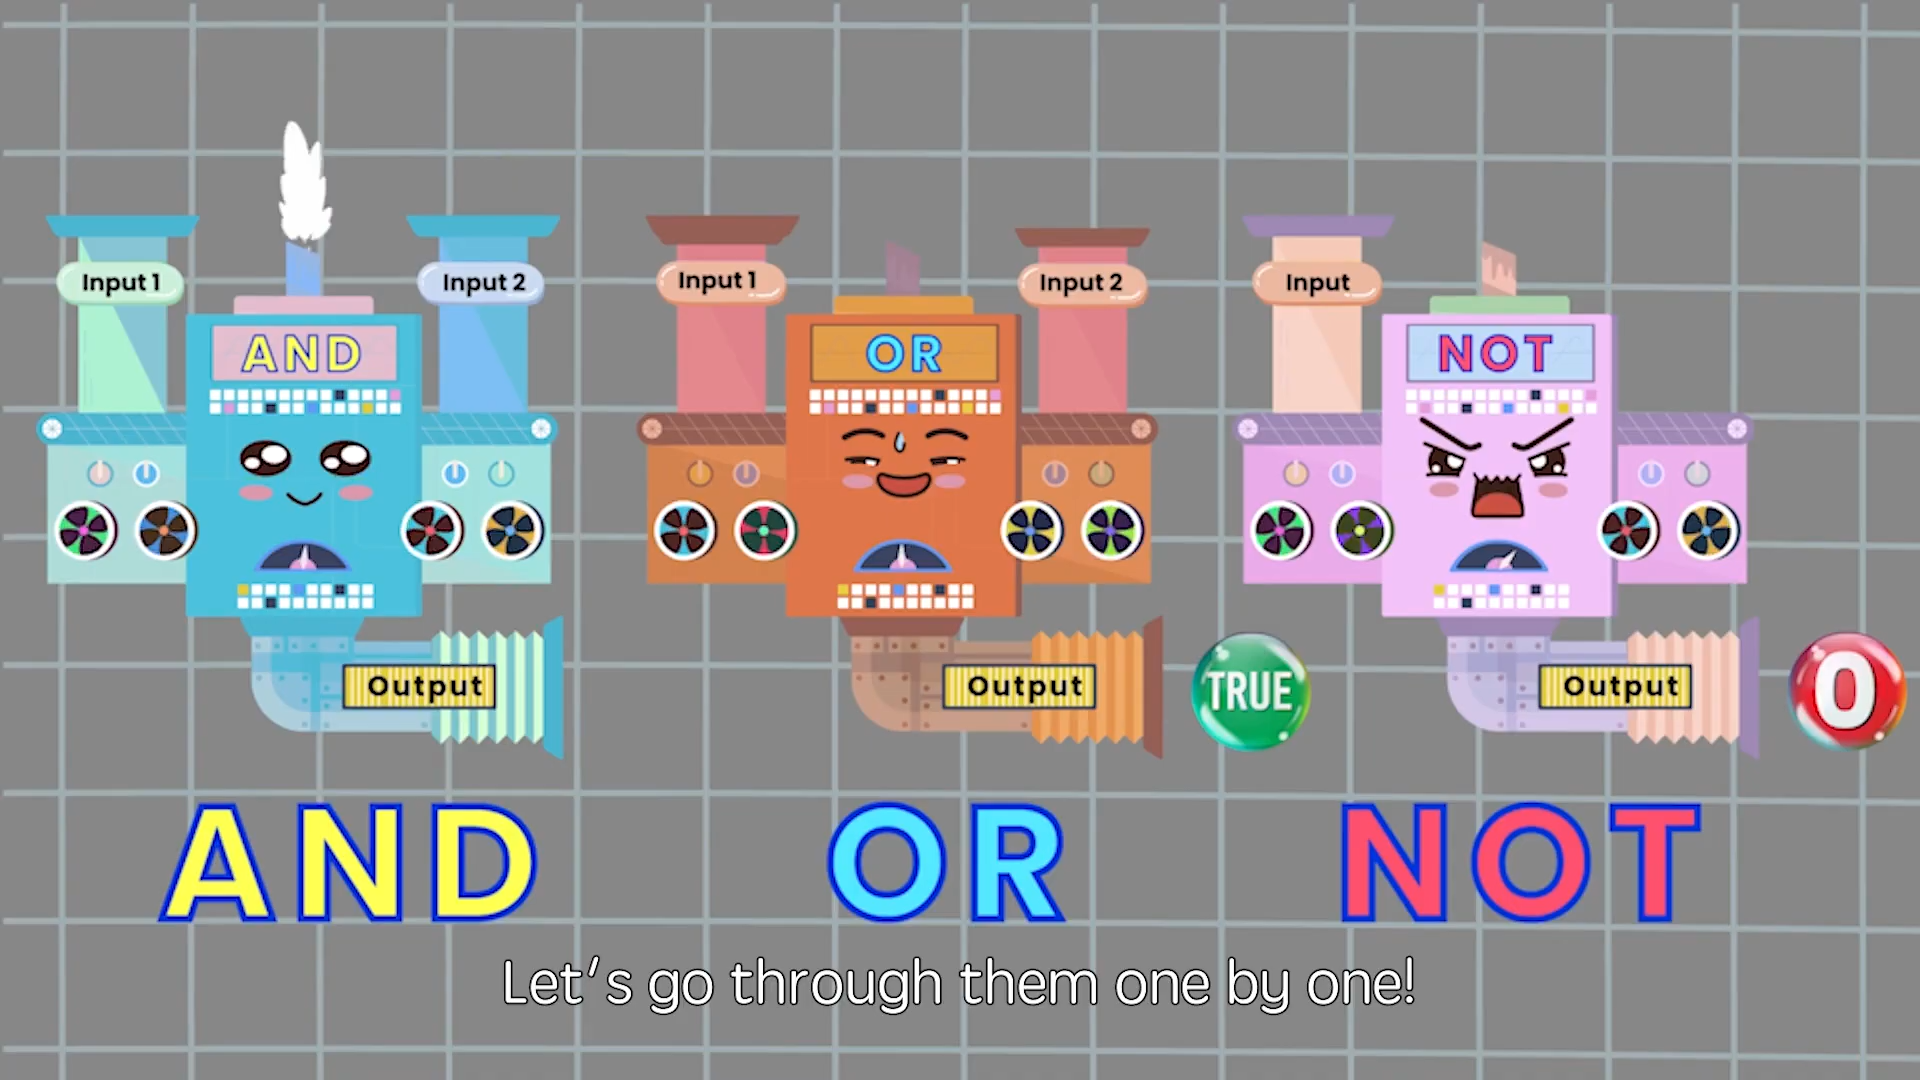 Input 1
Input 2
AND
Output
Input 1
Input 2
OR
Output
TRUE
Input
NOT
Output
0
AND
OR
NOT
Let's go through them one by one!